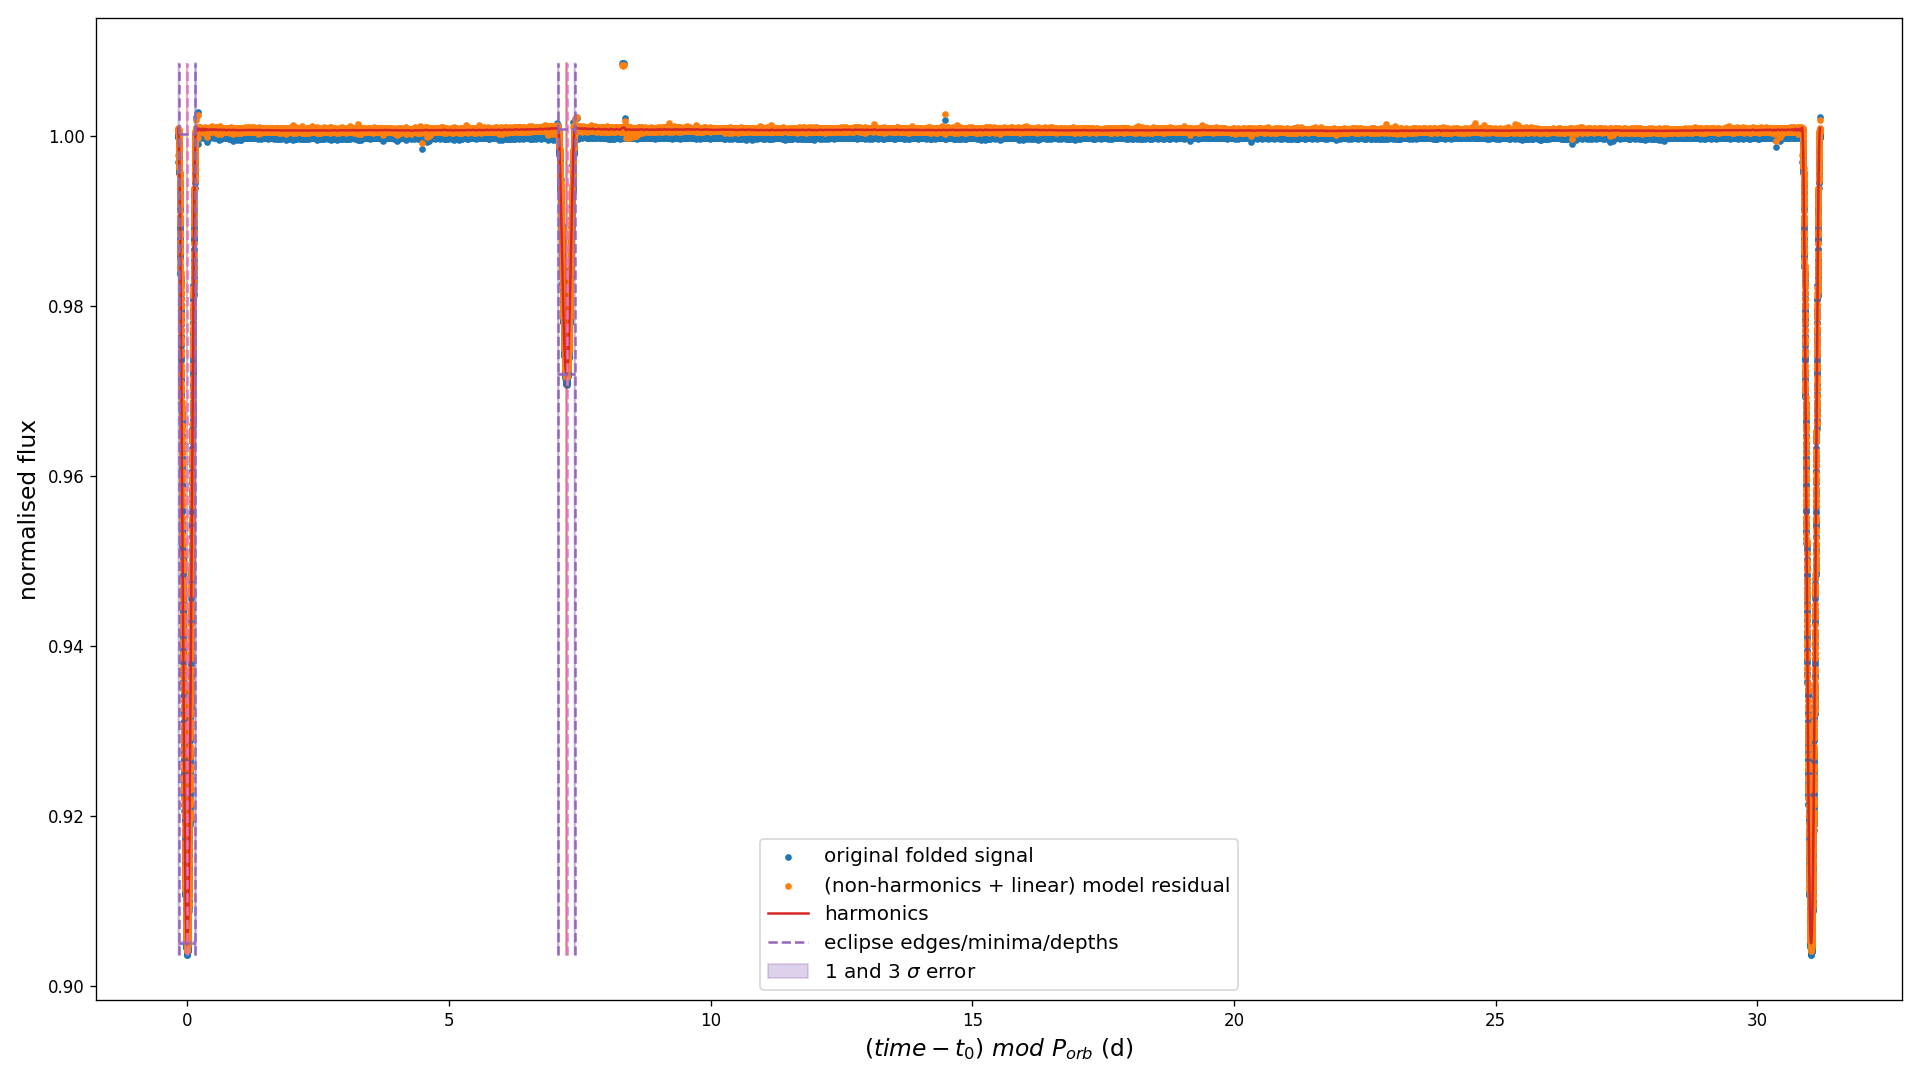 1.00
0.98
0.96
0.94
0.92
0.90
normalised flux
original folded signal
(non-harmonics + linear) model residual
harmonics
eclipse edges/minima/depths
1 and 3 σ error
0 5 10 15 20 25 30
(time − t₀) mod Pₒᵣ♭ (d)